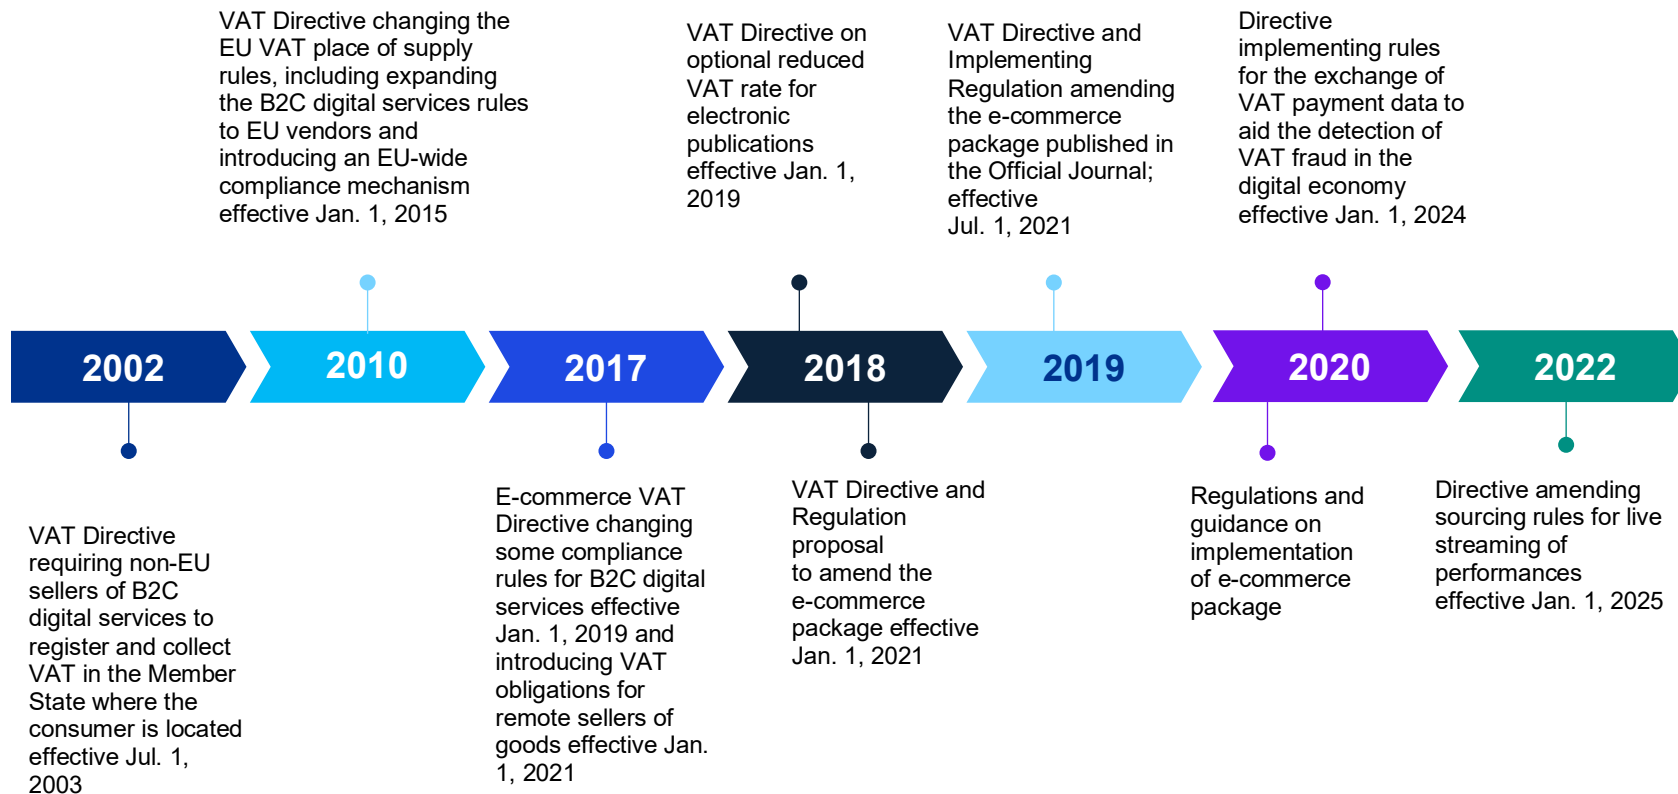 VAT Directive changing the
EU VAT place of supply
rules, including expanding
the B2C digital services rules
to EU vendors and
introducing an EU-wide
compliance mechanism
effective Jan. 1, 2015
VAT Directive on
optional reduced
VAT rate for
electronic
publications
effective Jan. 1,
2019
VAT Directive and
Implementing
Regulation amending
the e-commerce
package published in
the Official Journal;
effective
Jul. 1, 2021
Directive
implementing rules
for the exchange of
VAT payment data to
aid the detection of
VAT fraud in the
digital economy
effective Jan. 1, 2024
2002
2010
2017
2018
2019
2020
2022
VAT Directive
requiring non-EU
sellers of B2C
digital services to
register and collect
VAT in the Member
State where the
consumer is located
effective Jul. 1,
2003
E-commerce VAT
Directive changing
some compliance
rules for B2C digital
services effective
Jan. 1, 2019 and
introducing VAT
obligations for
remote sellers of
goods effective Jan.
1, 2021
VAT Directive and
Regulation
proposal
to amend the
e-commerce
package effective
Jan. 1, 2021
Regulations and
guidance on
implementation
of e-commerce
package
Directive amending
sourcing rules for live
streaming of
performances
effective Jan. 1, 2025